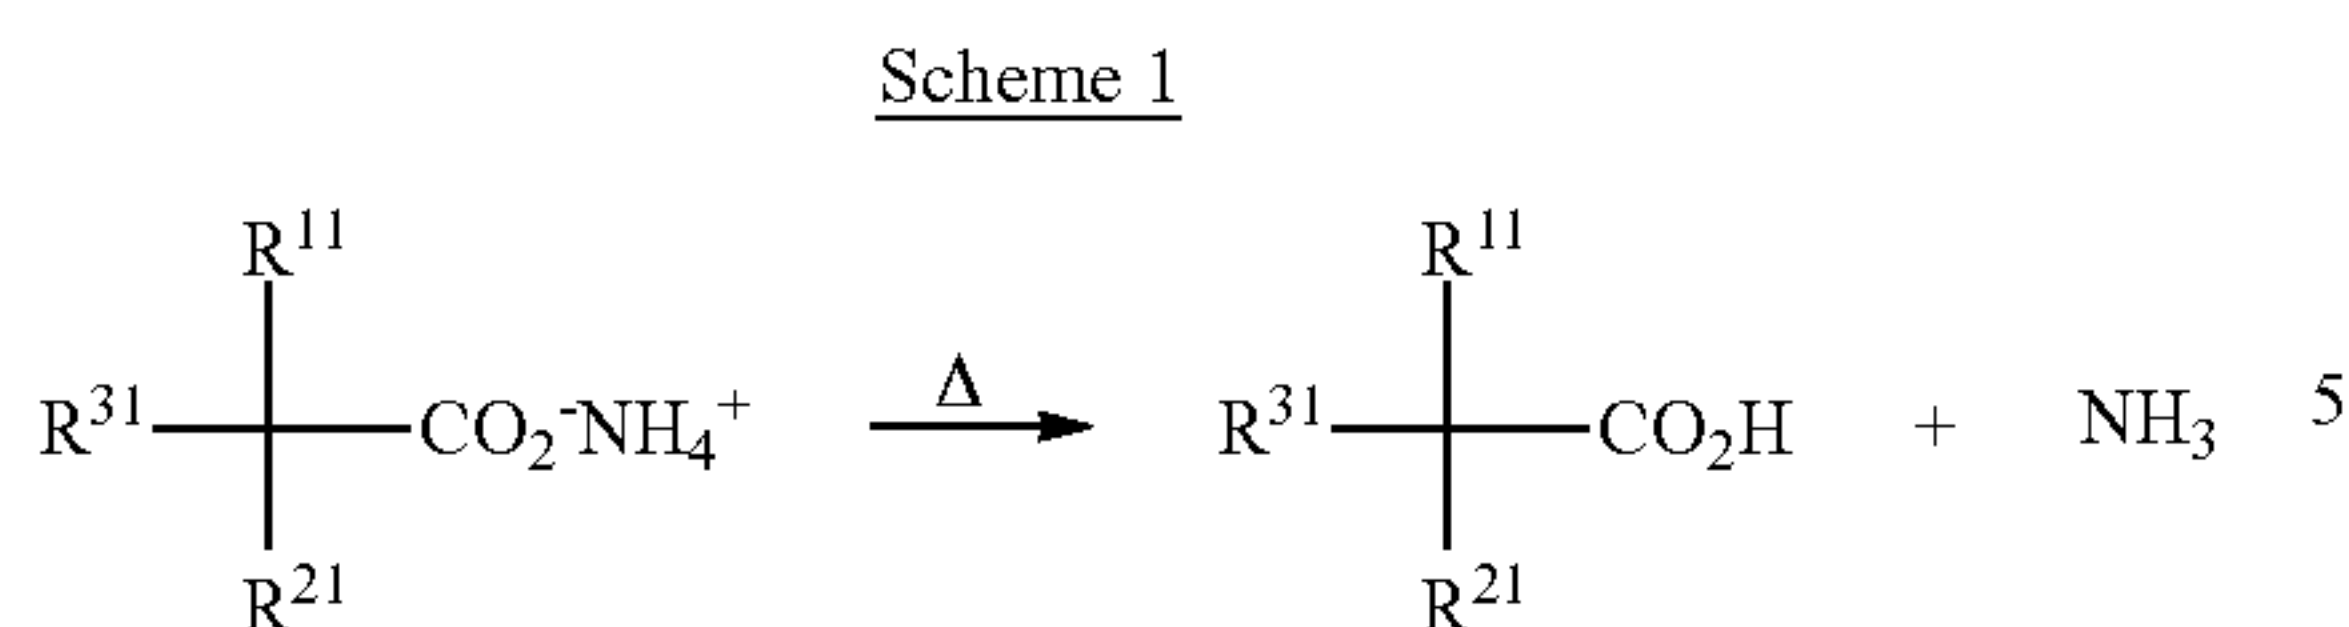 Scheme 1
R¹¹ R¹¹
R³¹ CO₂⁻NH₄⁺ Δ R³¹ CO₂H + NH₃ 5
R²¹ R²¹